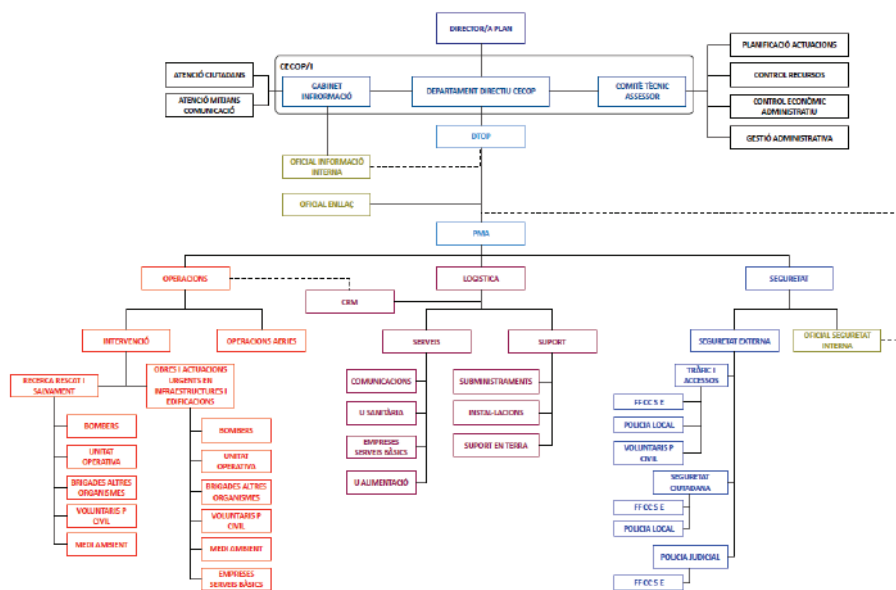 DIRECTOR/A PLAN
CECOP/I
ATENCIÓ CIUTADANS
ATENCIÓ MITJANS
COMUNICACIÓ
GABINET
INFRORMACIÓ
DEPARTAMENT DIRECTIU CECOP
COMITÈ TÈCNIC
ASSESSOR
PLANIFICACIÓ ACTUACIONS
CONTROL RECURSOS
CONTROL ECONÒMIC
ADMINISTRATIU
GESTIÓ ADMINISTRATIVA
DTOP
OFICIAL INFORMACIÓ
INTERNA
OFICIAL ENLLAÇ
PMA
OPERACIONS
LOGISTICA
SEGURETAT
CRM
INTERVENCIÓ
OPERACIONS AERIES
SERVEIS
SUPORT
SEGURETAT EXTERNA
OFICIAL SEGURETAT
INTERNA
RECERCA RESCAT I
SALVAMENT
OBRES I ACTUACIONS
URGENTS EN
INFRAESTRUCTURES I
EDIFICACIONS
BOMBERS
UNITAT
OPERATIVA
BRIGADES ALTRES
ORGANISMES
VOLUNTARIS P
CIVIL
MEDI AMBIENT
BOMBERS
UNITAT
OPERATIVA
BRIGADES ALTRES
ORGANISMES
VOLUNTARIS P
CIVIL
MEDI AMBIENT
EMPRESES
SERVEIS BÀSICS
COMUNICACIONS
U SANITÀRIA
EMPRESES
SERVEIS BÀSICS
U ALIMENTACIÓ
SUBMINISTRAMENTS
INSTAL·LACIONS
SUPORT EN TERRA
TRÀFIC I
ACCESSOS
FF CC S E
POLICIA LOCAL
VOLUNTARIS P
CIVIL
SEGURETAT
CIUTADANA
FF CC S E
POLICIA LOCAL
POLICIA JUDICIAL
FF CC S E